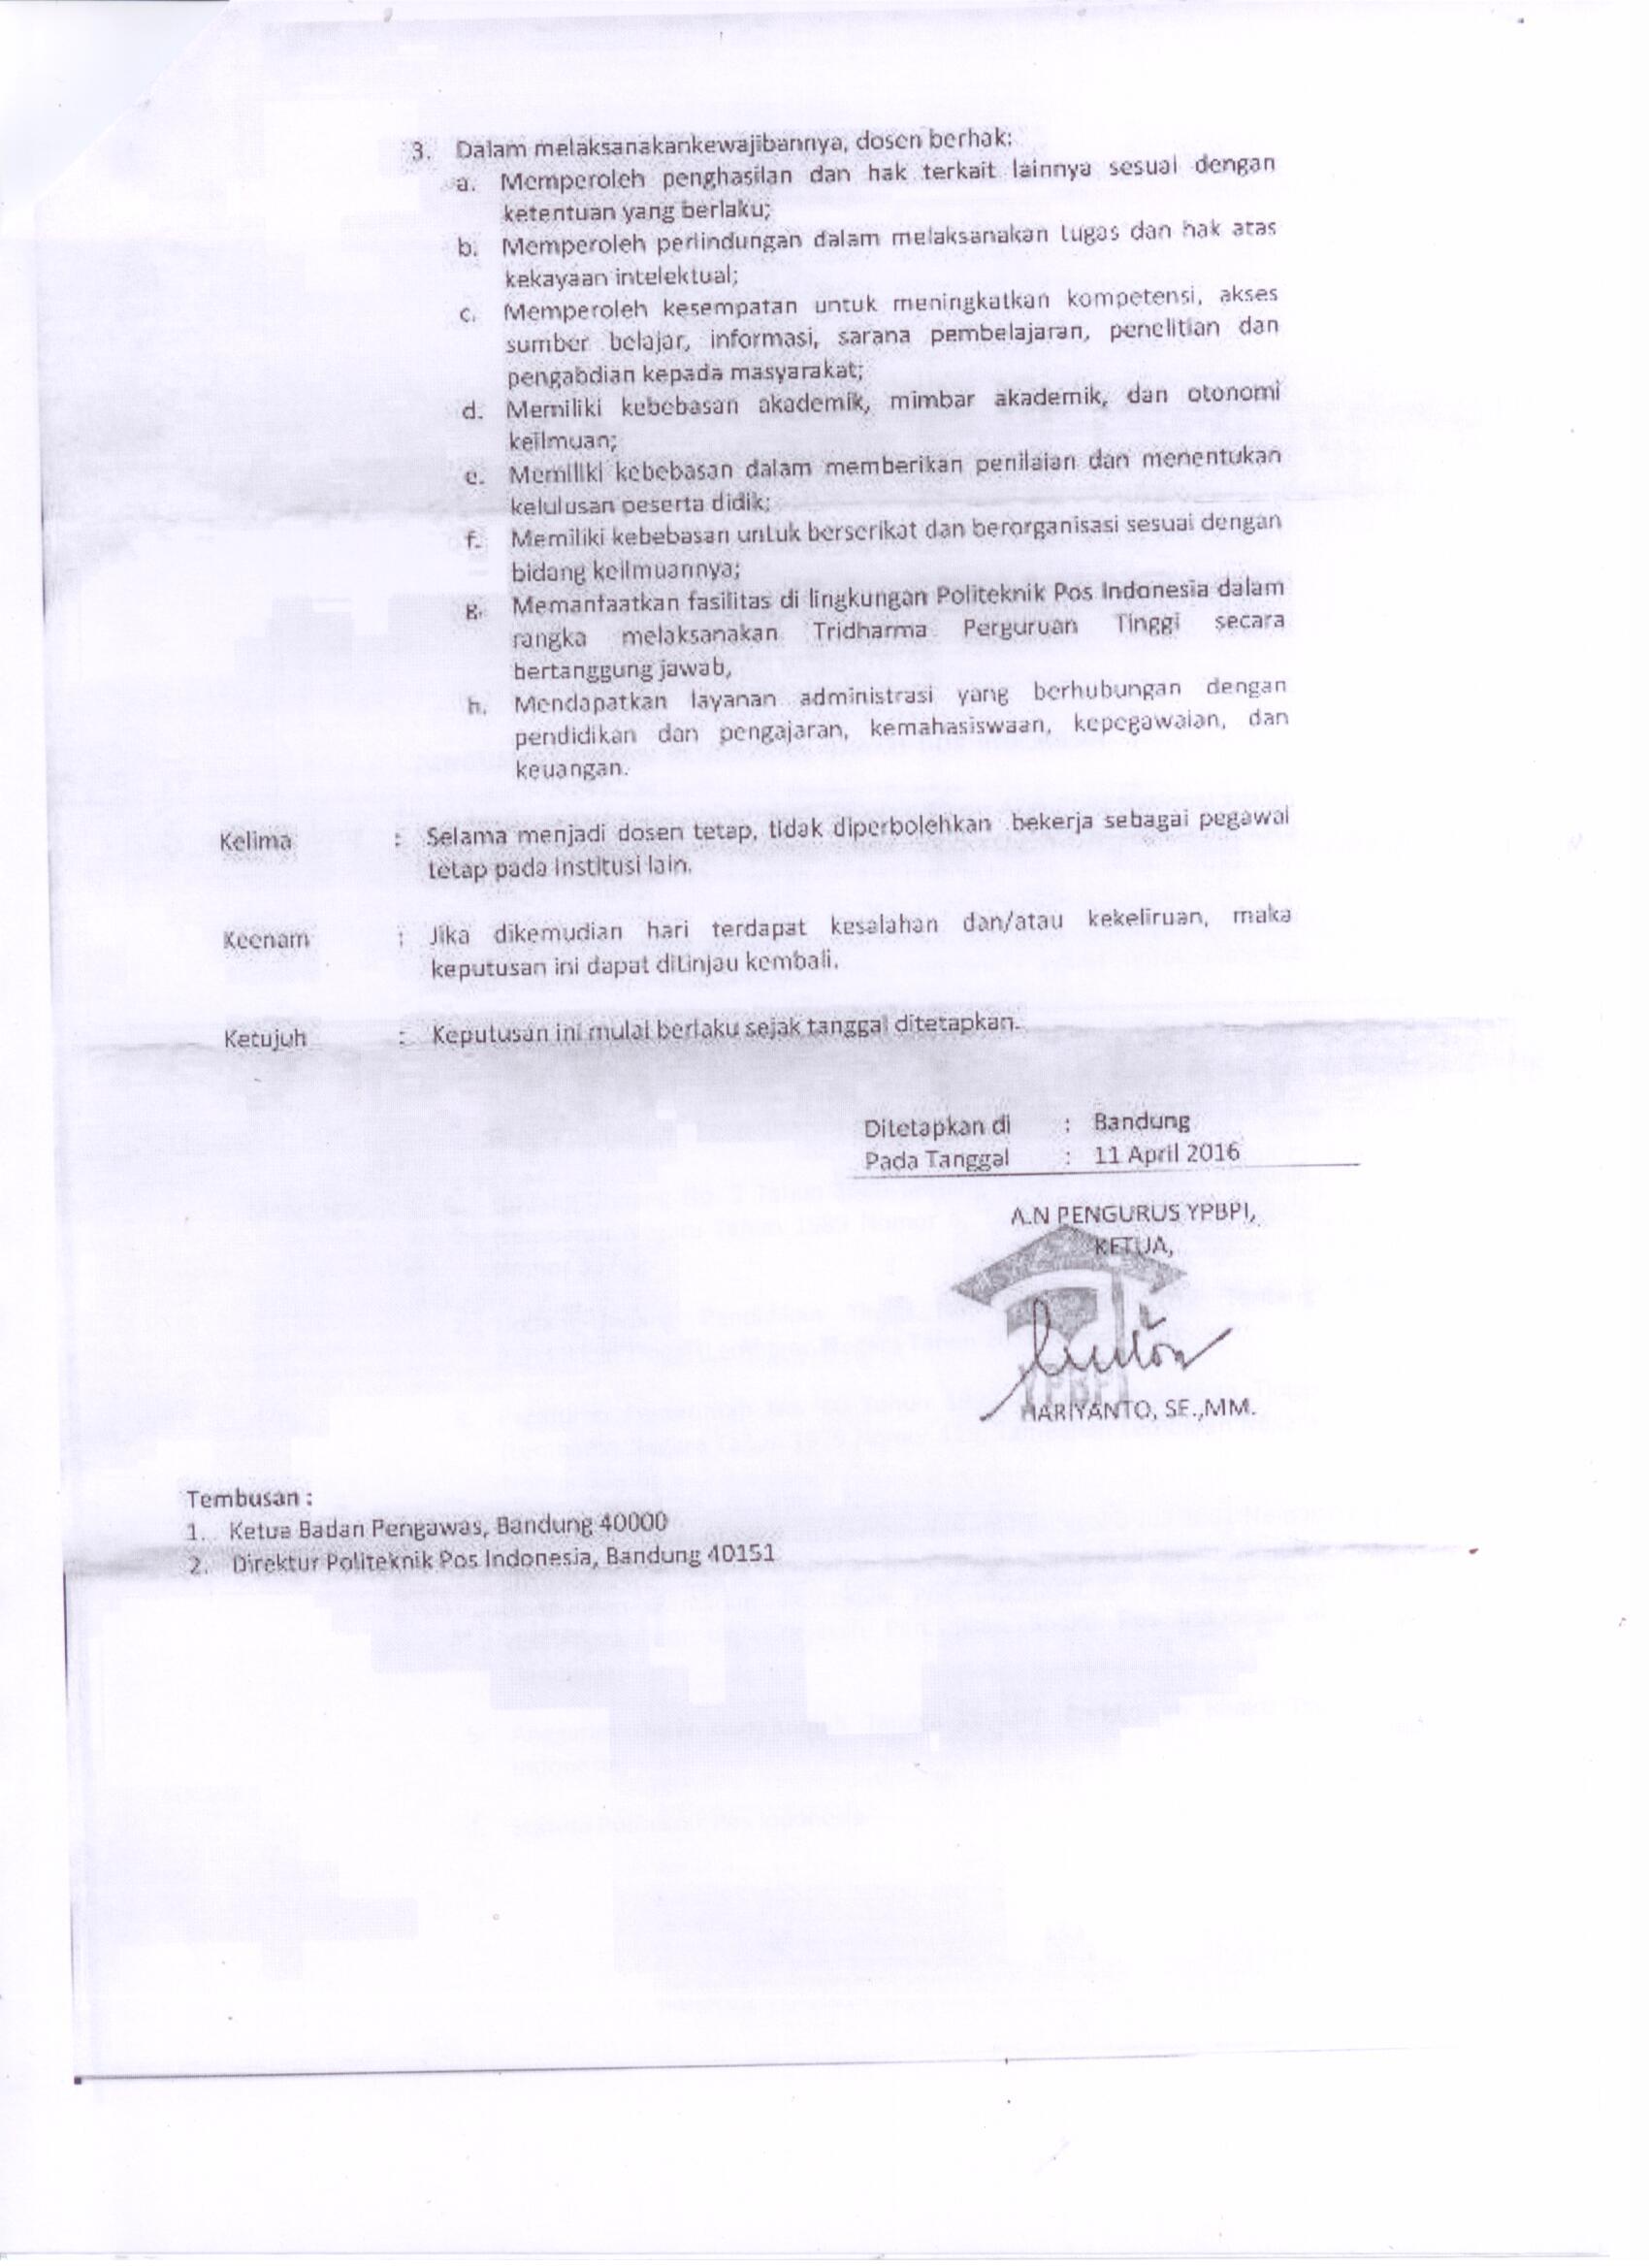 3. Dalam melaksanakankewajibannya, dosen berhak:
a. Memperoleh penghasilan dan hak terkait lainnya sesuai dengan
ketentuan yang berlaku;
b. Memperoleh perlindungan dalam melaksanakan tugas dan hak atas
kekayaan intelektual;
c. Memperoleh kesempatan untuk meningkatkan kompetensi, akses
sumber belajar, informasi, sarana pembelajaran, penelitian dan
pengabdian kepada masyarakat;
d. Memiliki kebebasan akademik, mimbar akademik, dan otonomi
keilmuan;
e. Memiliki kebebasan dalam memberikan penilaian dan menentukan
kelulusan peserta didik;
f. Memiliki kebebasan untuk berserikat dan berorganisasi sesuai dengan
bidang keilmuannya;
g. Memanfaatkan fasilitas di lingkungan Politeknik Pos Indonesia dalam
rangka melaksanakan Tridharma Perguruan Tinggi secara
bertanggung jawab,
h. Mendapatkan layanan administrasi yang berhubungan dengan
pendidikan dan pengajaran, kemahasiswaan, kepegawaian, dan
keuangan.
Kelima : Selama menjadi dosen tetap, tidak diperbolehkan bekerja sebagai pegawai
tetap pada institusi lain.
Keenam : Jika dikemudian hari terdapat kesalahan dan/atau kekeliruan, maka
keputusan ini dapat ditinjau kembali.
Ketujuh : Keputusan ini mulai berlaku sejak tanggal ditetapkan.
Ditetapkan di : Bandung
Pada Tanggal : 11 April 2016
A.N PENGURUS YPBPI,
KETUA,
YPBPI
HARIYANTO, SE.,MM.
Tembusan :
1. Ketua Badan Pengawas, Bandung 40000
2. Direktur Politeknik Pos Indonesia, Bandung 40151